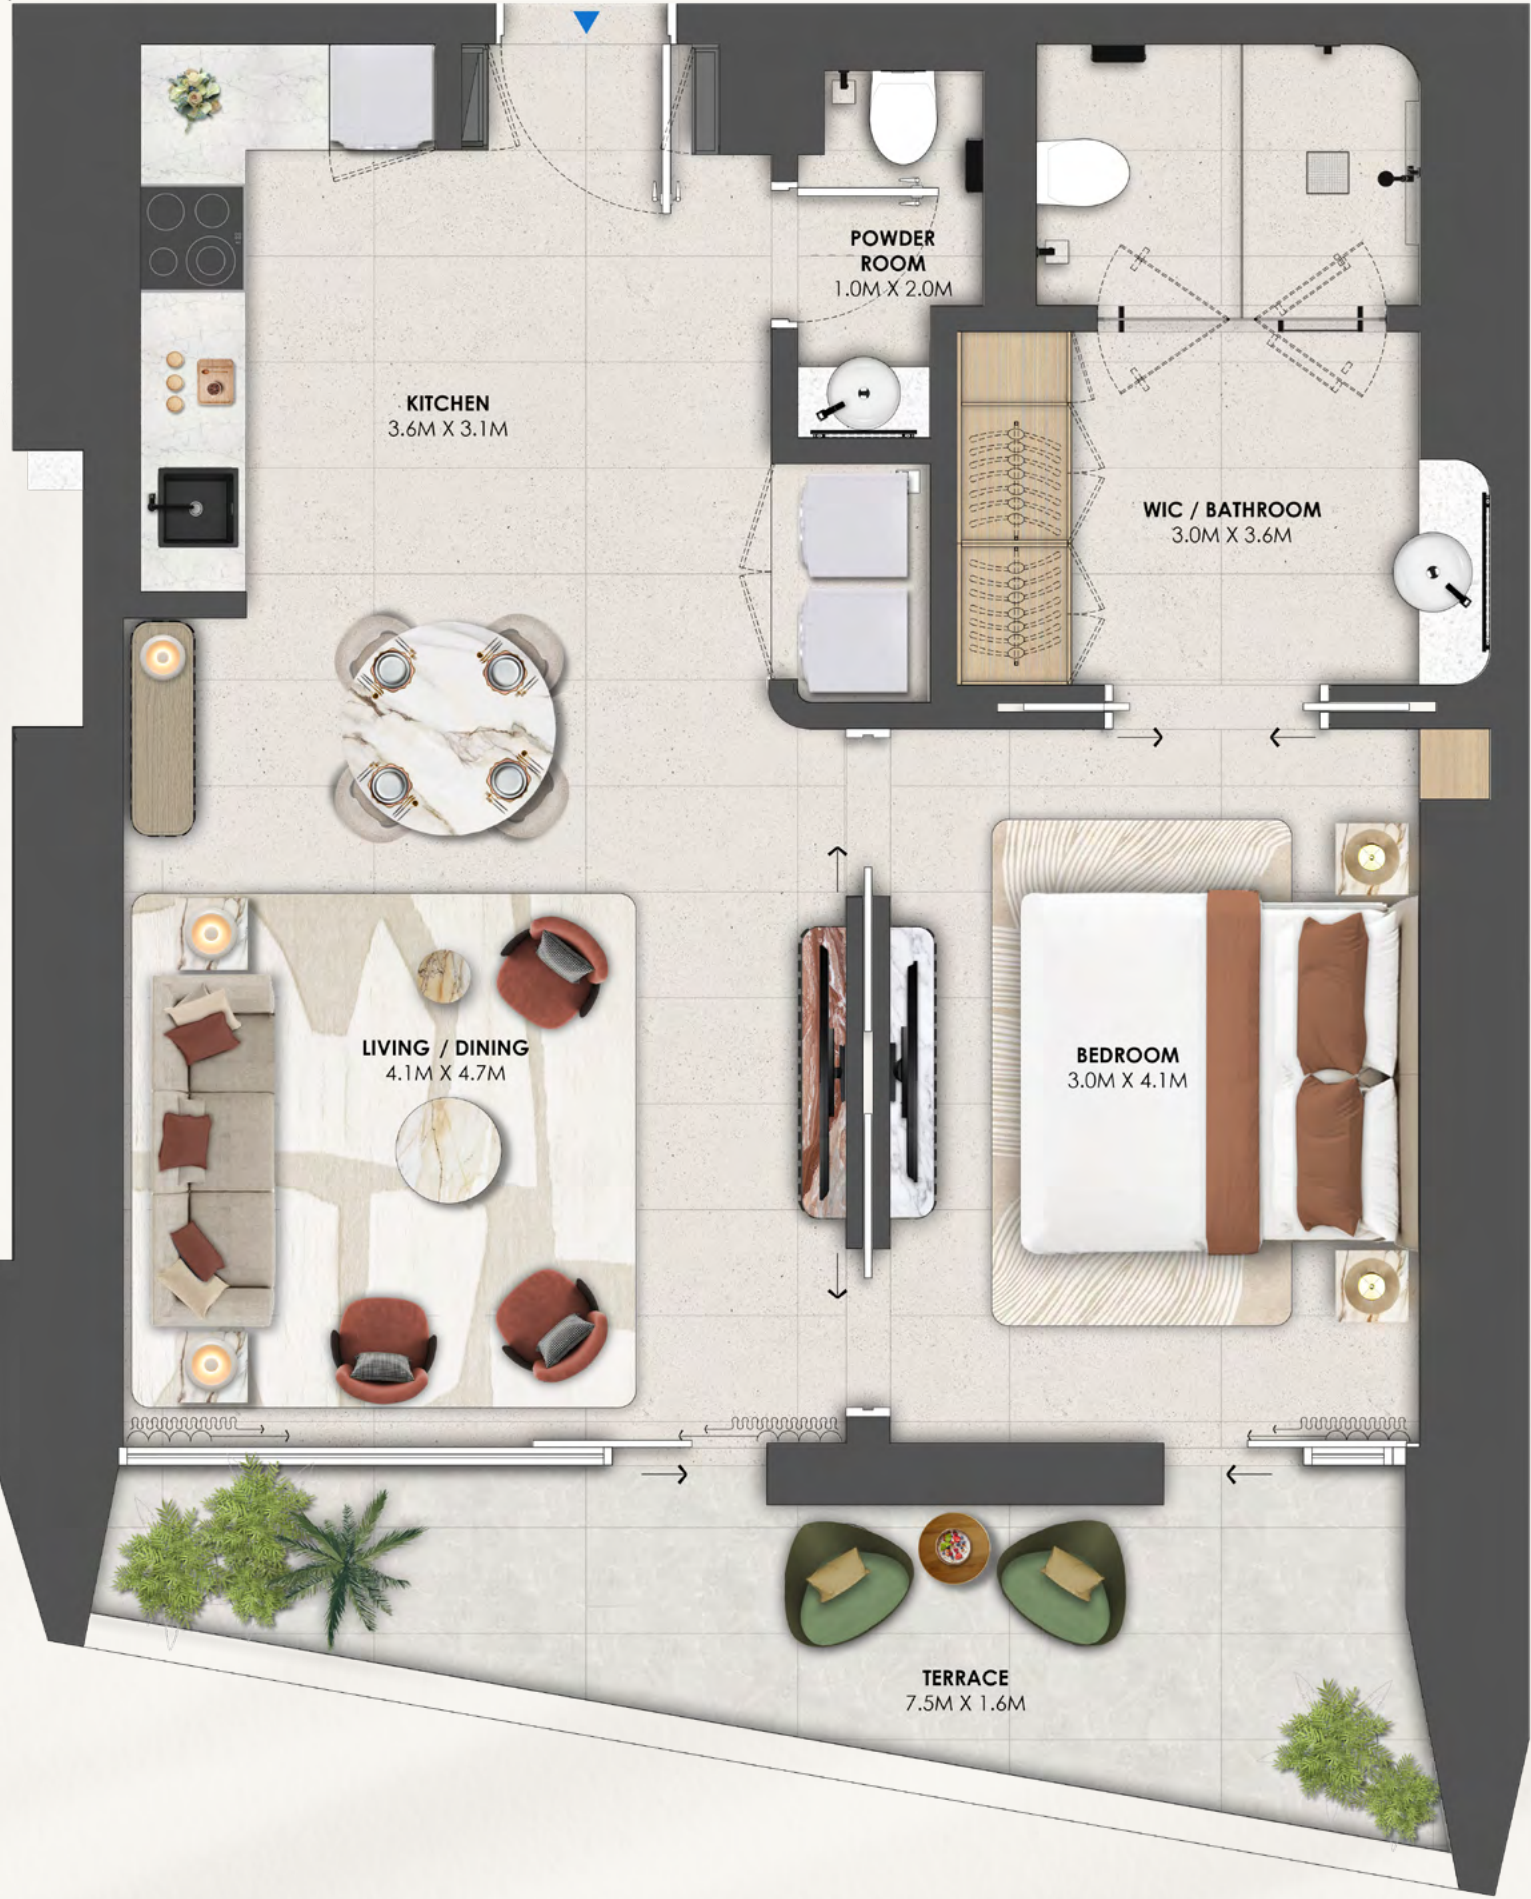 POWDER
ROOM
1.0M X 2.0M
KITCHEN
3.6M X 3.1M
WIC / BATHROOM
3.0M X 3.6M
LIVING / DINING
4.1M X 4.7M
BEDROOM
3.0M X 4.1M
TERRACE
7.5M X 1.6M